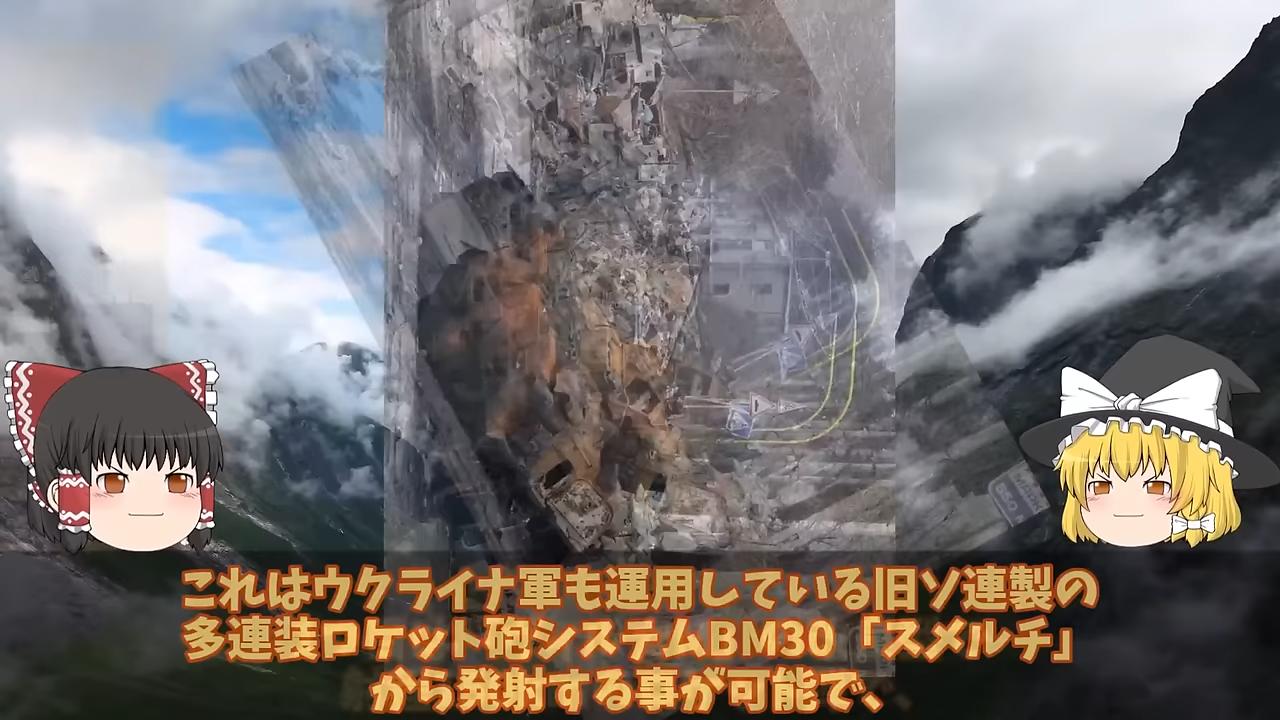 これはウクライナ軍も運用している旧ソ連製の
多連装ロケット砲システムBM30「スメルチ」
から発射する事が可能で、